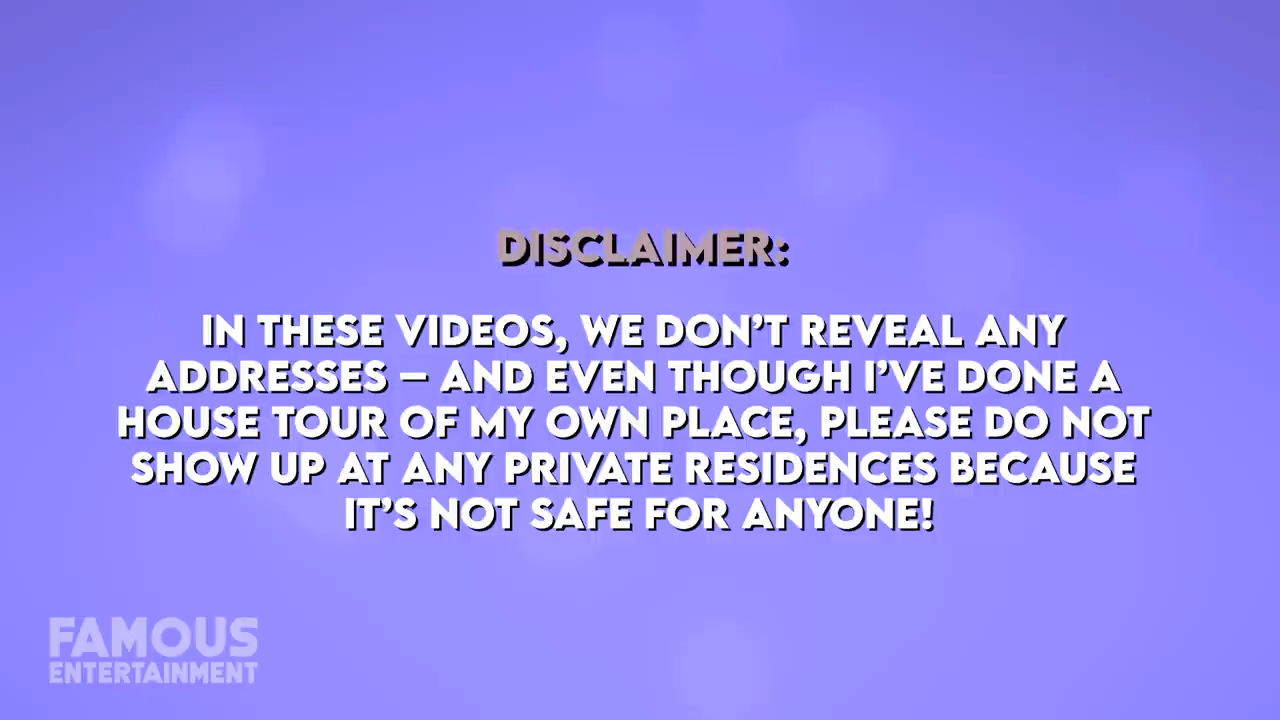 DISCLAIMER:
IN THESE VIDEOS, WE DON'T REVEAL ANY
ADDRESSES – AND EVEN THOUGH I'VE DONE A
HOUSE TOUR OF MY OWN PLACE, PLEASE DO NOT
SHOW UP AT ANY PRIVATE RESIDENCES BECAUSE
IT'S NOT SAFE FOR ANYONE!
FAMOUS
ENTERTAINMENT